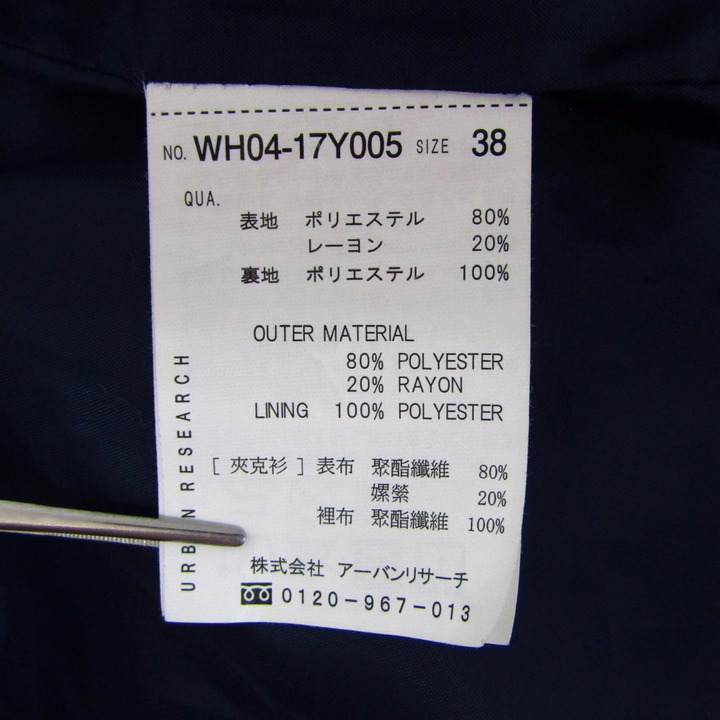 NO. WH04-17Y005 SIZE 38
QUA.
表地 ポリエステル 80%
レーヨン 20%
裏地 ポリエステル 100%
OUTER MATERIAL
80% POLYESTER
20% RAYON
LINING 100% POLYESTER
[ 夾克衫 ] 表布 聚酯纖維 80%
嫘縈 20%
裡布 聚酯纖維 100%
株式会社 アーバンリサーチ
0120-967-013
URBAN RESEARCH